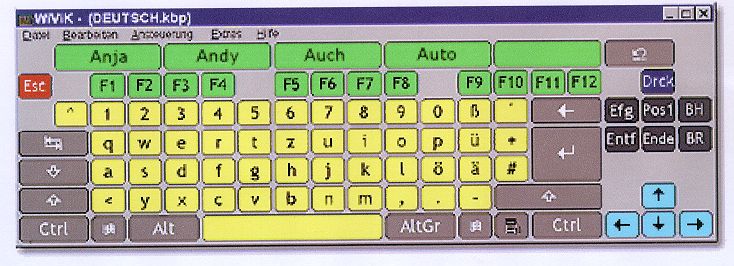 WiViK - (DEUTSCH.kbp)
Datei Bearbeiten Ansteuerung Extras Hilfe
Anja Andy Auch Auto
Esc F1 F2 F3 F4 F5 F6 F7 F8 F9 F10 F11 F12 Drck
^ 1 2 3 4 5 6 7 8 9 0 ß ´ ← Efg Pos1 BH
q w e r t z u i o p ü + Entf Ende BR
a s d f g h j k l ö ä # ↵
< y x c v b n m , . - ↑
Ctrl Alt AltGr Ctrl ← ↓ →